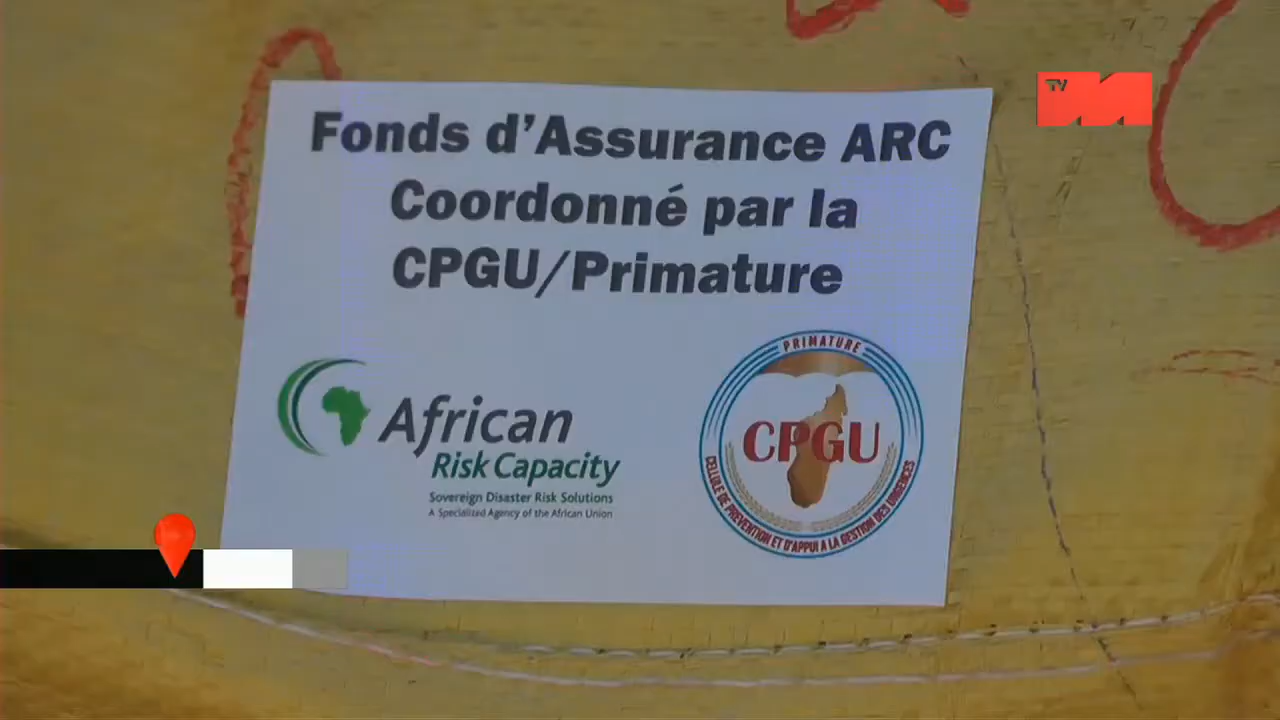 Fonds d'Assurance ARC
Coordonné par la
CPGU/Primature
African
Risk Capacity
Sovereign Disaster Risk Solutions
A Specialized Agency of the African Union
PRIMATURE
CPGU
CELLULE DE PREVENTION ET D'APPUI A LA GESTION DES URGENCES
TV